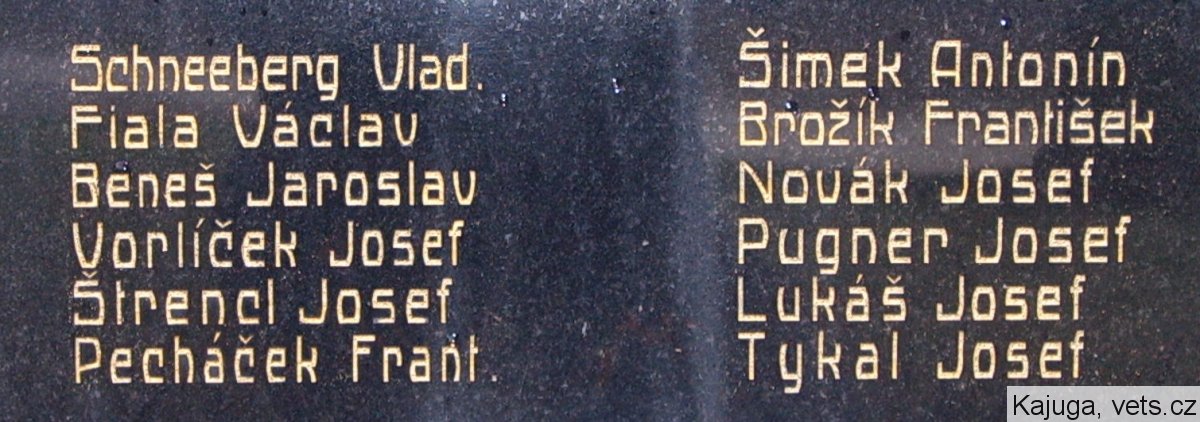 Schneeberg Vlad.
Fiala Václav
Beneš Jaroslav
Vorlíček Josef
Štrencl Josef
Pecháček Frant.
Šimek Antonín
Brožík František
Novák Josef
Pugner Josef
Lukáš Josef
Tykal Josef
Kajuga, vets.cz